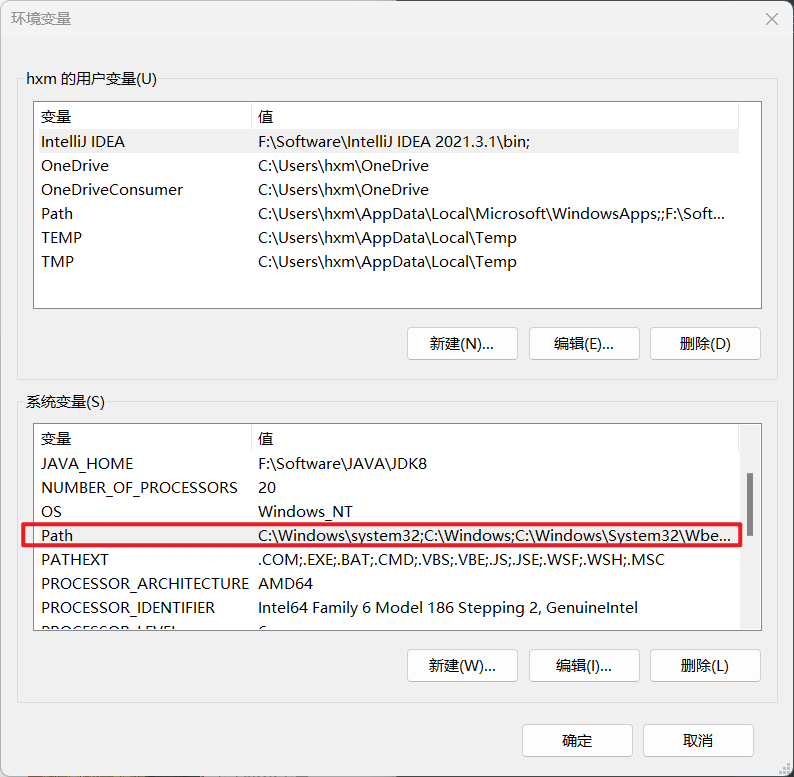 环境变量
hxm 的用户变量(U)
变量 值
IntelliJ IDEA F:\Software\IntelliJ IDEA 2021.3.1\bin;
OneDrive C:\Users\hxm\OneDrive
OneDriveConsumer C:\Users\hxm\OneDrive
Path C:\Users\hxm\AppData\Local\Microsoft\WindowsApps;;F:\Soft...
TEMP C:\Users\hxm\AppData\Local\Temp
TMP C:\Users\hxm\AppData\Local\Temp
新建(N)... 编辑(E)... 删除(D)
系统变量(S)
变量 值
JAVA_HOME F:\Software\JAVA\JDK8
NUMBER_OF_PROCESSORS 20
OS Windows_NT
Path C:\Windows\system32;C:\Windows;C:\Windows\System32\Wbe...
PATHEXT .COM;.EXE;.BAT;.CMD;.VBS;.VBE;.JS;.JSE;.WSF;.WSH;.MSC
PROCESSOR_ARCHITECTURE AMD64
PROCESSOR_IDENTIFIER Intel64 Family 6 Model 186 Stepping 2, GenuineIntel
新建(W)... 编辑(I)... 删除(L)
确定 取消